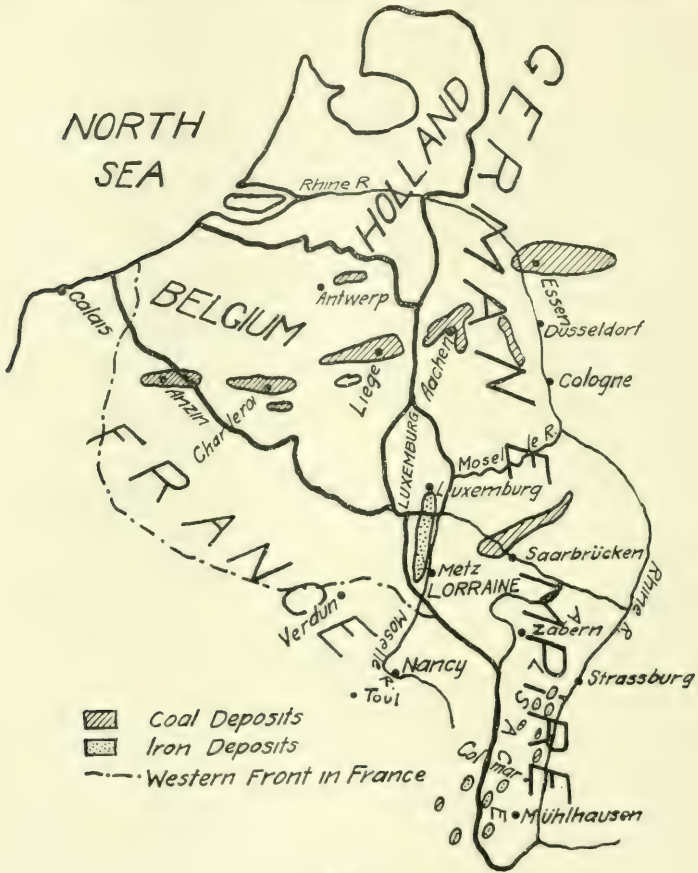 NORTH
SEA
HOLLAND
GERMAN EMPIRE
Rhine R
BELGIUM
Antwerp
Calais
Essen
Düsseldorf
Cologne
Aachen
Liege
Anzin
Charleroi
LUXEMBURG
Moselle R.
Luxemburg
FRANCE
Saarbrücken
Metz
LORRAINE
Rhine R.
Verdun
Moselle R.
Zabern
Nancy
Toul
Strassburg
ALSACE
Colmar
Mühlhausen
Coal Deposits
Iron Deposits
Western Front in France